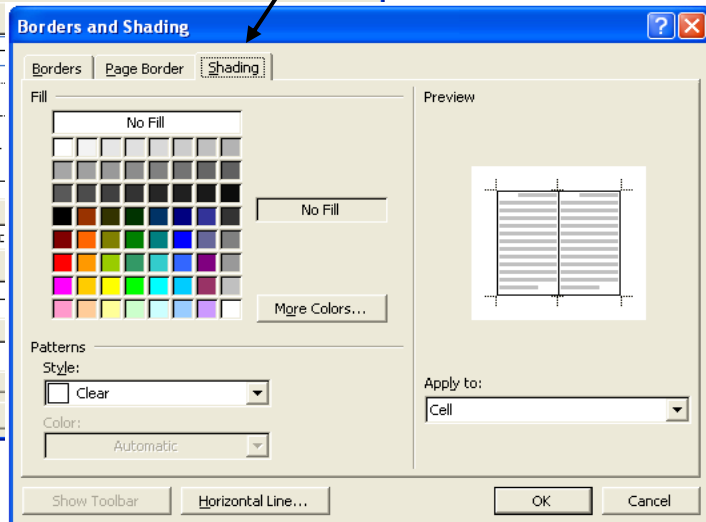 Borders and Shading
Borders
Page Border
Shading
Fill
No Fill
No Fill
More Colors...
Patterns
Style:
Clear
Color:
Automatic
Preview
Apply to:
Cell
Show Toolbar
Horizontal Line...
OK
Cancel